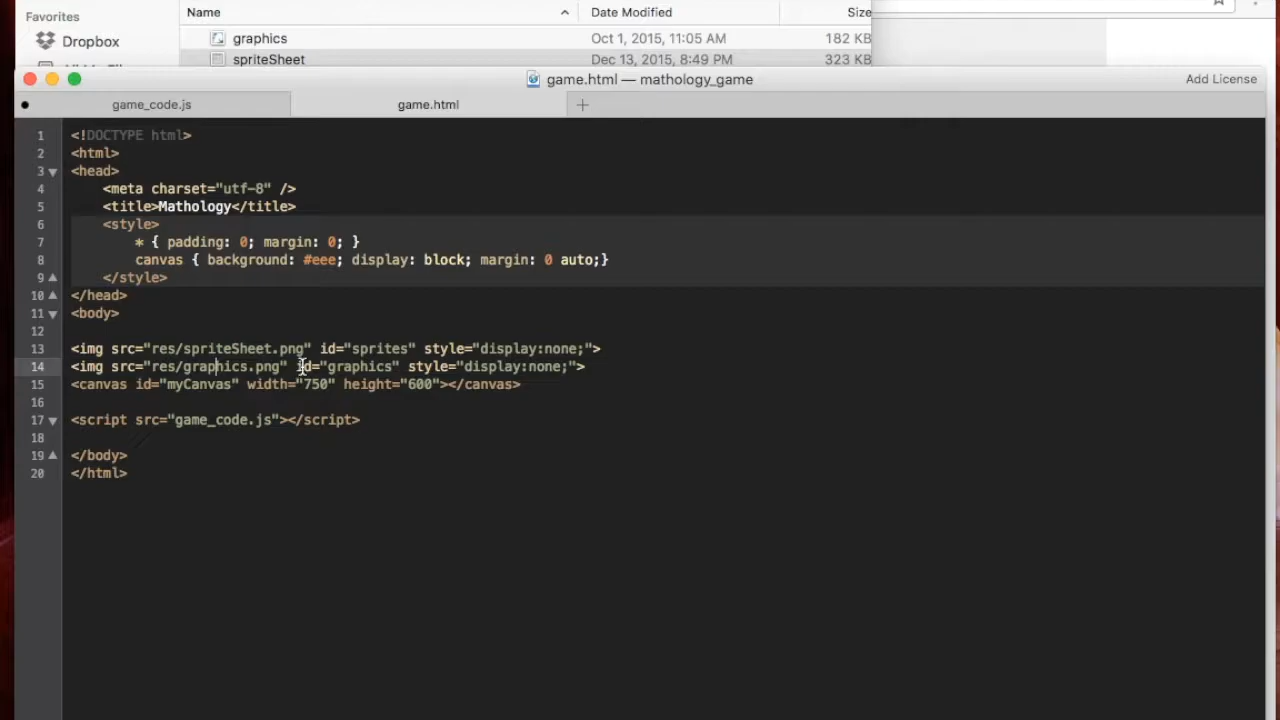 Favorites
Name Date Modified Size
Dropbox
graphics Oct 1, 2015, 11:05 AM 182 KB
spriteSheet Dec 13, 2015, 8:49 PM 323 KB
game.html — mathology_game
Add License
game_code.js game.html +
1 <!DOCTYPE html>
2 <html>
3 <head>
4 <meta charset="utf-8" />
5 <title>Mathology</title>
6 <style>
7 * { padding: 0; margin: 0; }
8 canvas { background: #eee; display: block; margin: 0 auto;}
9 </style>
10 </head>
11 <body>
12
13 <img src="res/spriteSheet.png" id="sprites" style="display:none;">
14 <img src="res/graphics.png" id="graphics" style="display:none;">
15 <canvas id="myCanvas" width="750" height="600"></canvas>
16
17 <script src="game_code.js"></script>
18
19 </body>
20 </html>